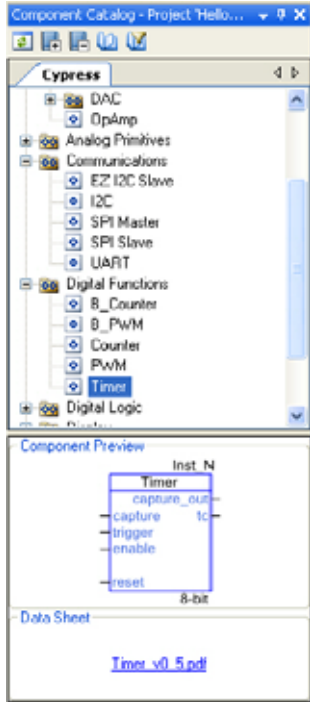 Component Catalog - Project 'Hello...
Cypress
DAC
OpAmp
Analog Primitives
Communications
EZ I2C Slave
I2C
SPI Master
SPI Slave
UART
Digital Functions
B_Counter
B_PWM
Counter
PWM
Timer
Digital Logic
Display
Component Preview
Inst_N
Timer
capture_out
capture tc
trigger
enable
reset
8-bit
Data Sheet
Timer_v0_5.pdf